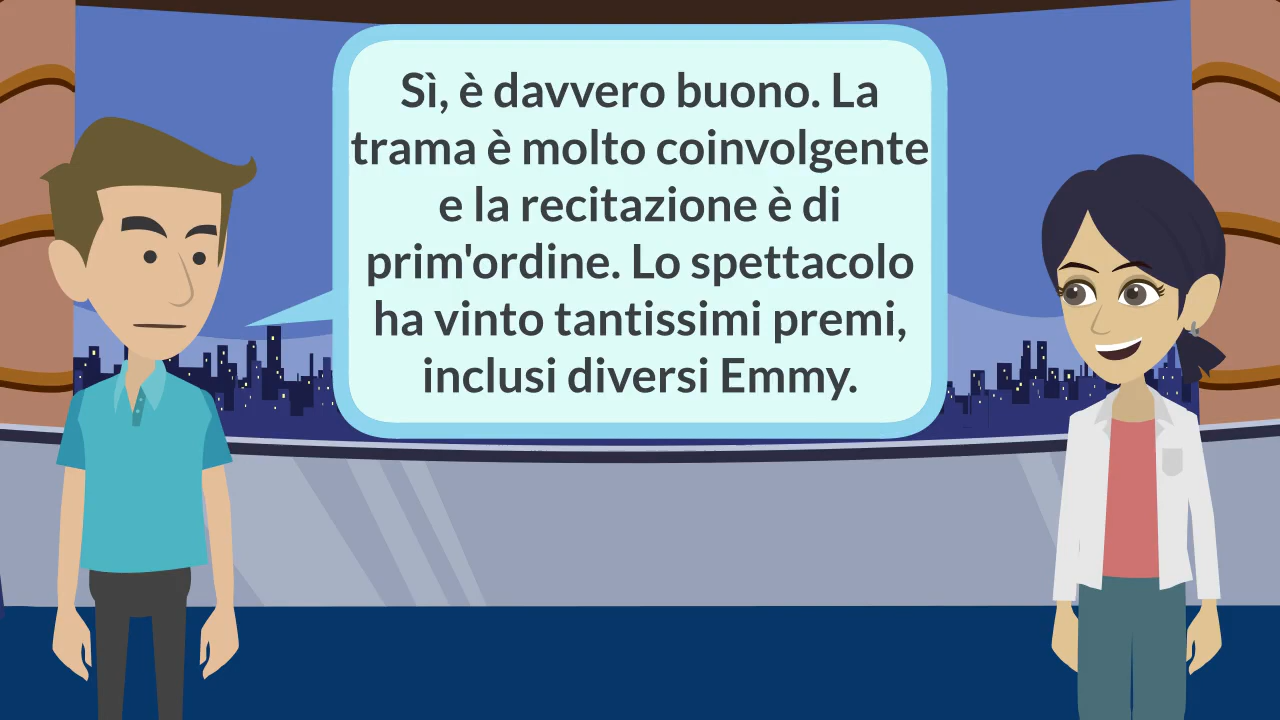 Sì, è davvero buono. La
trama è molto coinvolgente
e la recitazione è di
prim'ordine. Lo spettacolo
ha vinto tantissimi premi,
inclusi diversi Emmy.